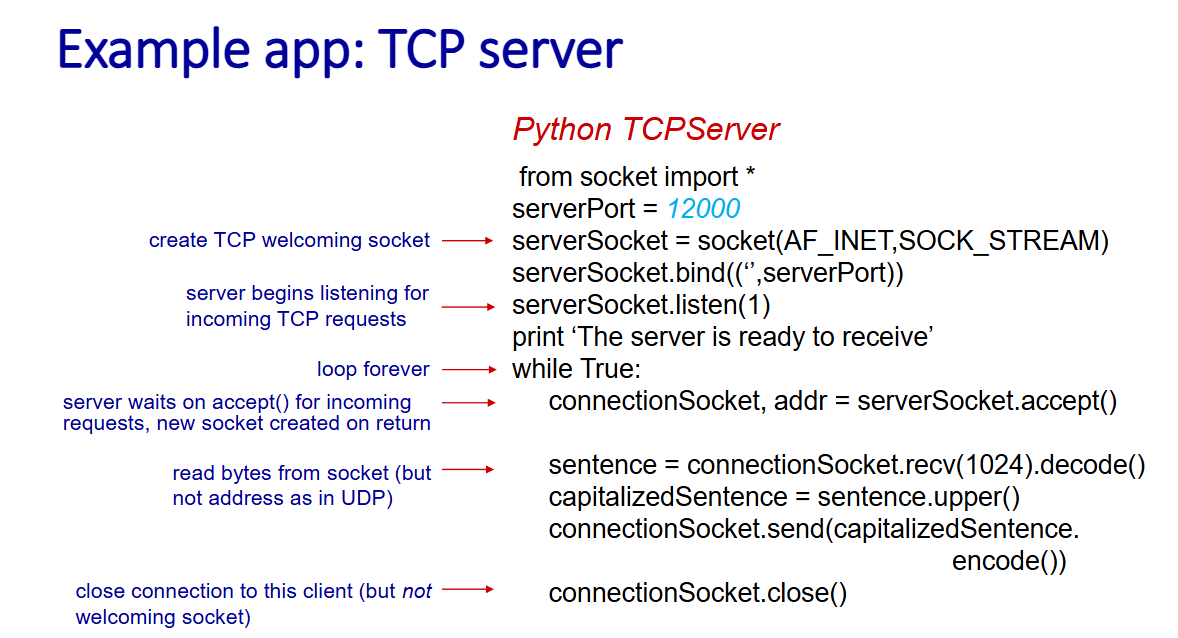 Example app: TCP server
Python TCPServer
from socket import *
serverPort = 12000
create TCP welcoming socket
serverSocket = socket(AF_INET,SOCK_STREAM)
serverSocket.bind((‘’,serverPort))
server begins listening for
incoming TCP requests
serverSocket.listen(1)
print ‘The server is ready to receive’
loop forever
while True:
server waits on accept() for incoming
requests, new socket created on return
connectionSocket, addr = serverSocket.accept()
read bytes from socket (but
not address as in UDP)
sentence = connectionSocket.recv(1024).decode()
capitalizedSentence = sentence.upper()
connectionSocket.send(capitalizedSentence.
encode())
close connection to this client (but not
welcoming socket)
connectionSocket.close()